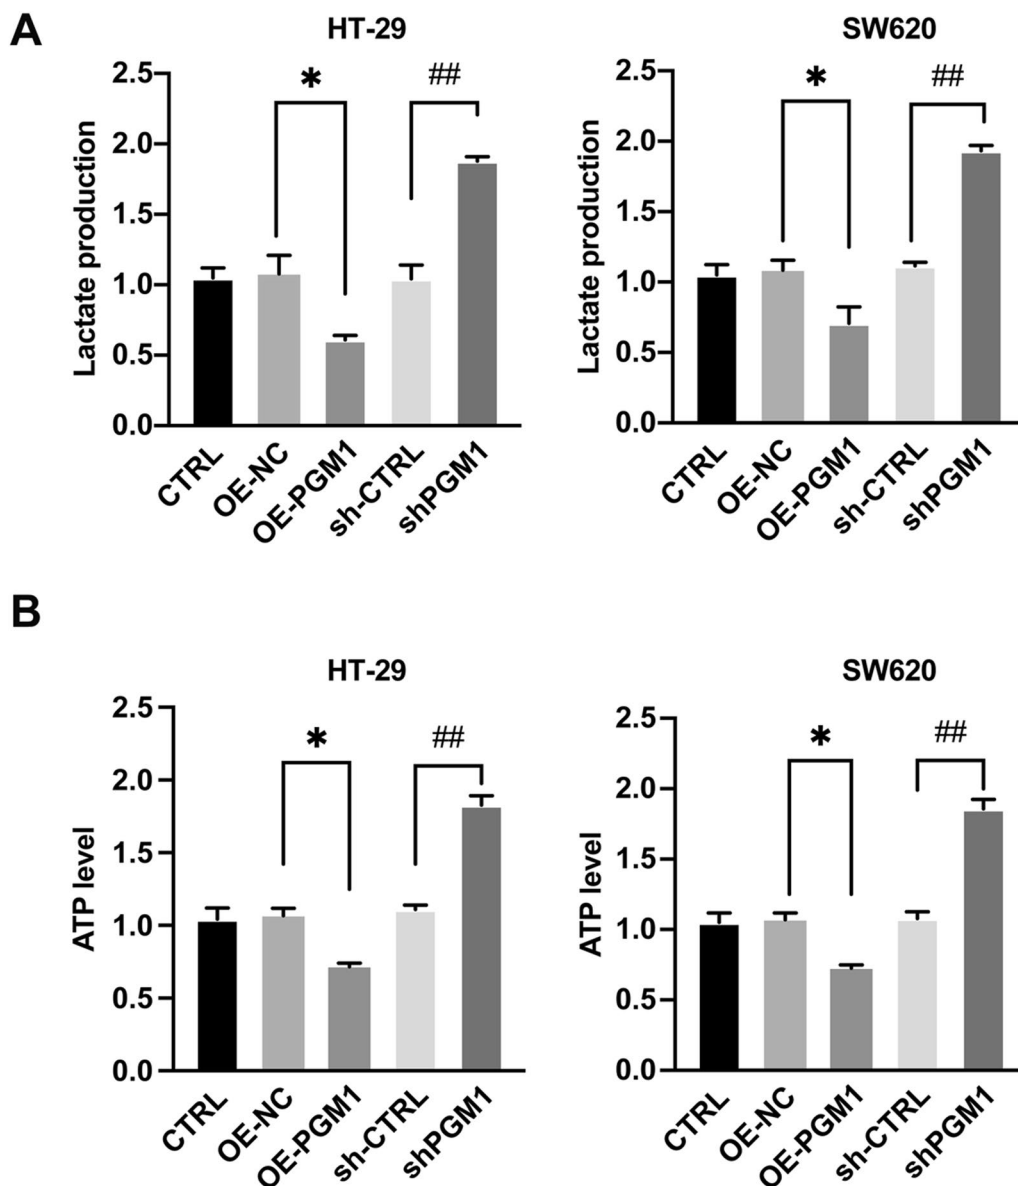 A
HT-29
SW620
Lactate production
2.5
2.0
1.5
1.0
0.5
0.0
*
##
CTRL
OE-NC
OE-PGM1
sh-CTRL
shPGM1
Lactate production
2.5
2.0
1.5
1.0
0.5
0.0
*
##
CTRL
OE-NC
OE-PGM1
sh-CTRL
shPGM1
B
HT-29
SW620
ATP level
2.5
2.0
1.5
1.0
0.5
0.0
*
##
CTRL
OE-NC
OE-PGM1
sh-CTRL
shPGM1
ATP level
2.5
2.0
1.5
1.0
0.5
0.0
*
##
CTRL
OE-NC
OE-PGM1
sh-CTRL
shPGM1